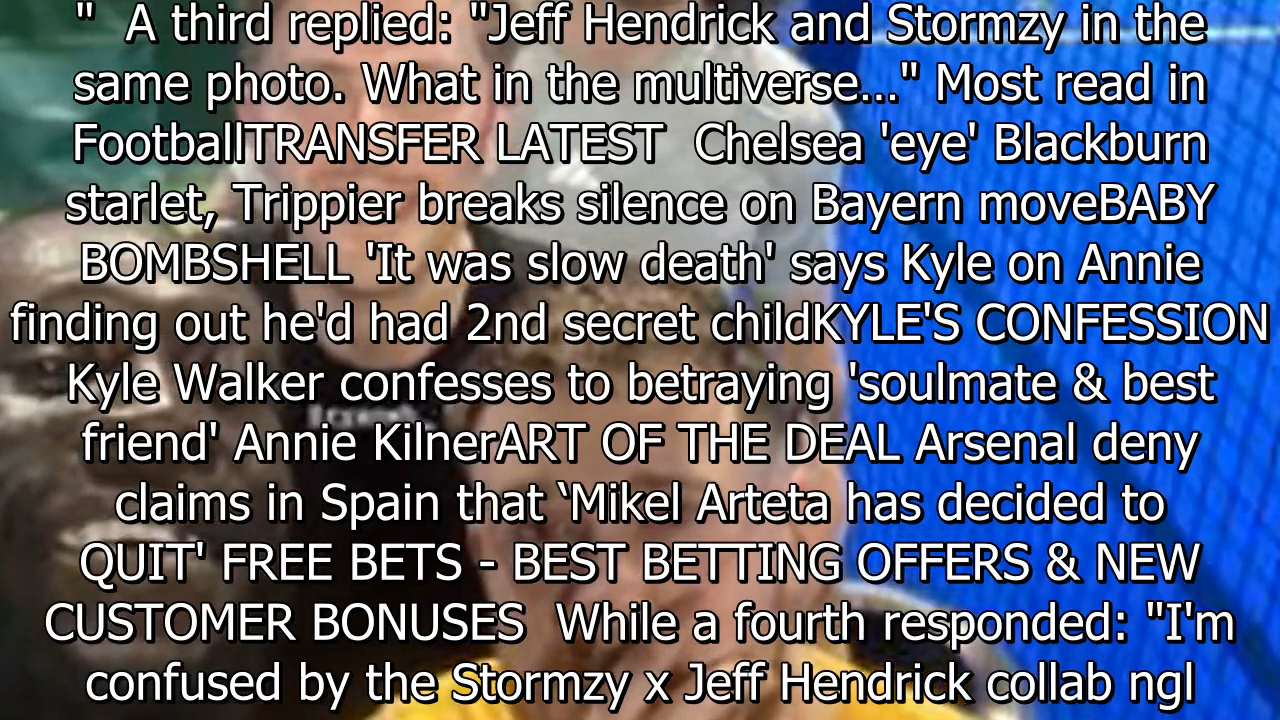 "  A third replied: "Jeff Hendrick and Stormzy in the
same photo. What in the multiverse..." Most read in
FootballTRANSFER LATEST  Chelsea 'eye' Blackburn
starlet, Trippier breaks silence on Bayern moveBABY
BOMBSHELL 'It was slow death' says Kyle on Annie
finding out he'd had 2nd secret childKYLE'S CONFESSION
Kyle Walker confesses to betraying 'soulmate & best
friend' Annie KilnerART OF THE DEAL Arsenal deny
claims in Spain that ‘Mikel Arteta has decided to
QUIT' FREE BETS - BEST BETTING OFFERS & NEW
CUSTOMER BONUSES  While a fourth responded: "I'm
confused by the Stormzy x Jeff Hendrick collab ngl